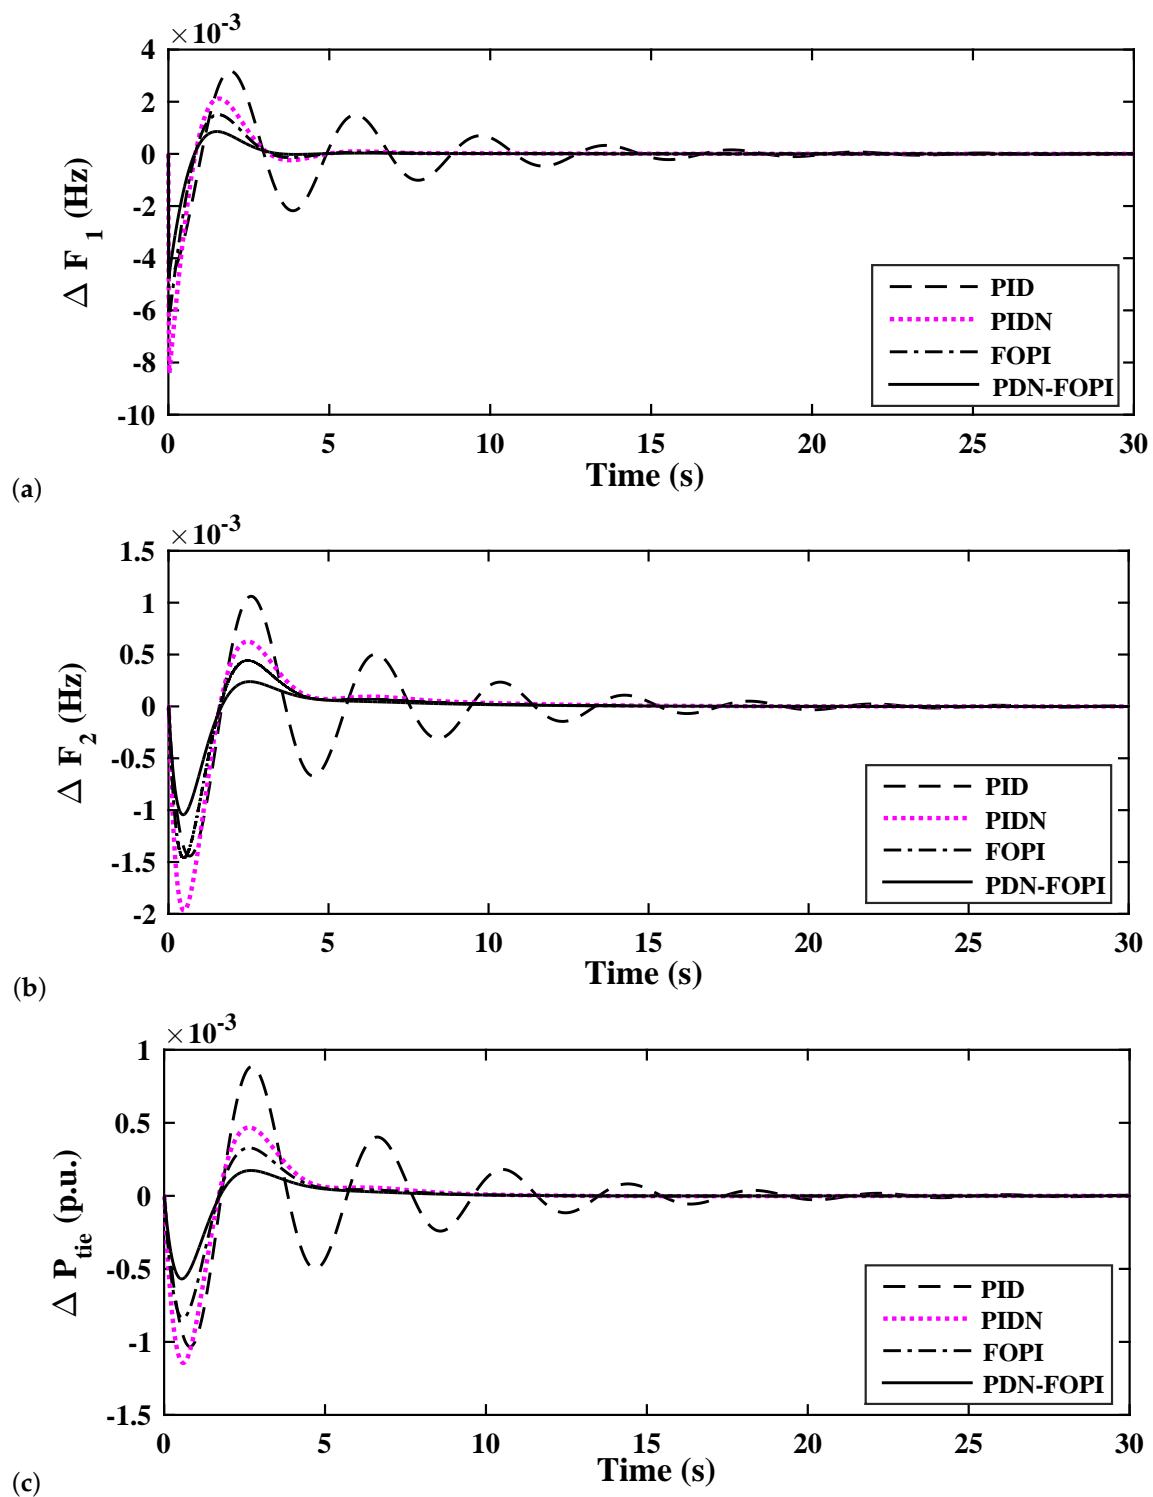 ×10-3
4
2
0
-2
-4
-6
-8
-10
Δ F1 (Hz)
PID
PIDN
FOPI
PDN-FOPI
0 5 10 15 20 25 30
Time (s)
(a)
×10-3
1.5
1
0.5
0
-0.5
-1
-1.5
-2
Δ F2 (Hz)
PID
PIDN
FOPI
PDN-FOPI
0 5 10 15 20 25 30
Time (s)
(b)
×10-3
1
0.5
0
-0.5
-1
-1.5
Δ Ptie (p.u.)
PID
PIDN
FOPI
PDN-FOPI
0 5 10 15 20 25 30
Time (s)
(c)